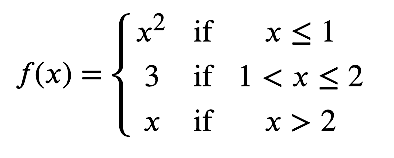 x² if x ≤ 1
f(x) = { 3 if 1 < x ≤ 2
x if x > 2